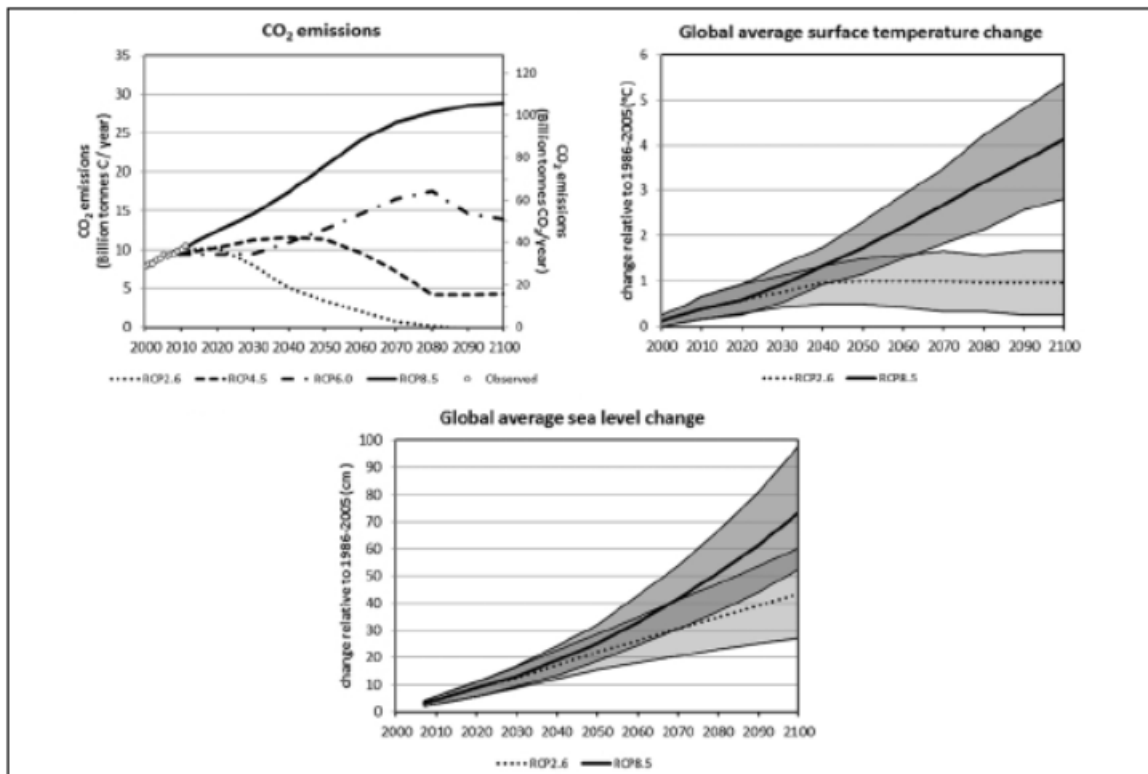 CO₂ emissions
CO₂ emissions
(Billion tonnes C / year)
35
30
25
20
15
10
5
0
120
100
80
60
40
20
0
CO₂ emissions
(Billion tonnes CO₂/year)
2000 2010 2020 2030 2040 2050 2060 2070 2080 2090 2100
RCP2.6 RCP4.5 RCP6.0 RCP8.5 Observed
Global average surface temperature change
change relative to 1986-2005 (°C)
6
5
4
3
2
1
0
2000 2010 2020 2030 2040 2050 2060 2070 2080 2090 2100
RCP2.6 RCP8.5
Global average sea level change
change relative to 1986-2005 (cm)
100
90
80
70
60
50
40
30
20
10
0
2000 2010 2020 2030 2040 2050 2060 2070 2080 2090 2100
RCP2.6 RCP8.5